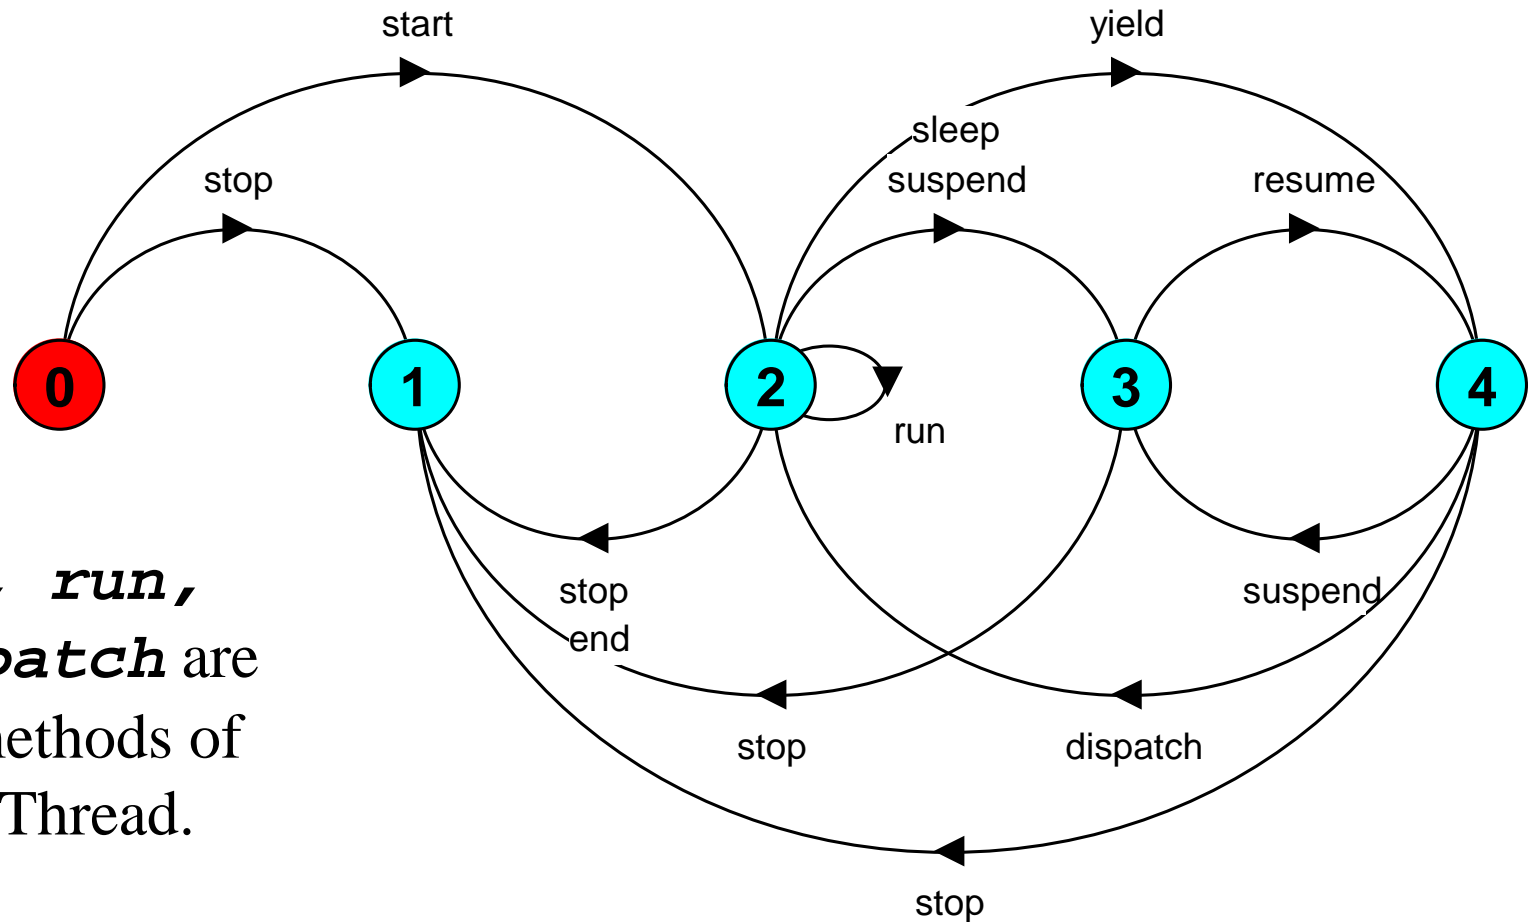 start
yield
sleep
stop
suspend
resume
0
1
2
3
4
run
run,
stop
suspend
end
are
stop
dispatch
of
Thread.
stop